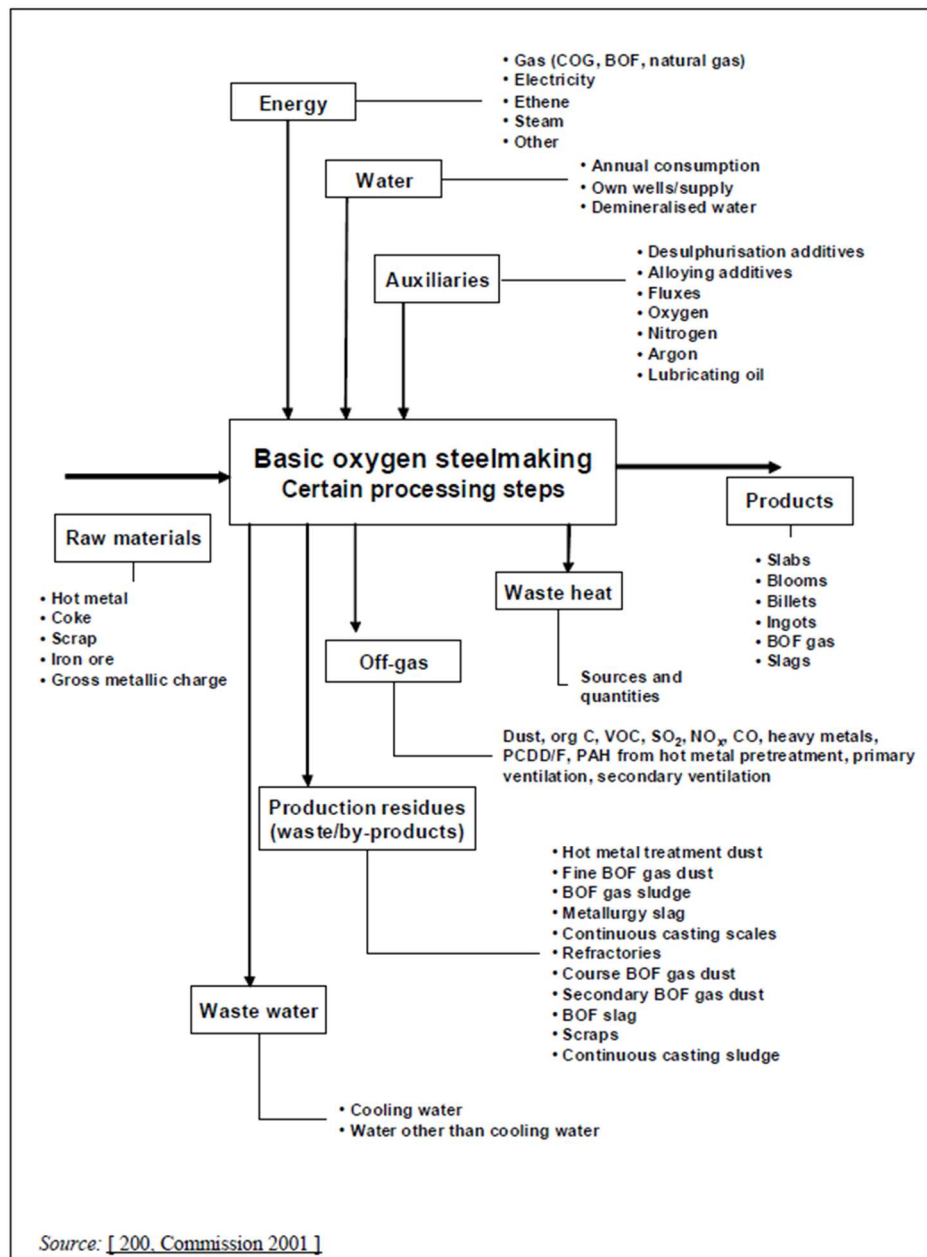 • Gas (COG, BOF, natural gas)
• Electricity
• Ethene
• Steam
• Other
Energy
Water
• Annual consumption
• Own wells/supply
• Demineralised water
Auxiliaries
• Desulphurisation additives
• Alloying additives
• Fluxes
• Oxygen
• Nitrogen
• Argon
• Lubricating oil
Basic oxygen steelmaking
Certain processing steps
Raw materials
• Hot metal
• Coke
• Scrap
• Iron ore
• Gross metallic charge
Products
• Slabs
• Blooms
• Billets
• Ingots
• BOF gas
• Slags
Waste heat
Sources and
quantities
Off-gas
Dust, org C, VOC, SO₂, NOₓ, CO, heavy metals,
PCDD/F, PAH from hot metal pretreatment, primary
ventilation, secondary ventilation
Production residues
(waste/by-products)
• Hot metal treatment dust
• Fine BOF gas dust
• BOF gas sludge
• Metallurgy slag
• Continuous casting scales
• Refractories
• Course BOF gas dust
• Secondary BOF gas dust
• BOF slag
• Scraps
• Continuous casting sludge
Waste water
• Cooling water
• Water other than cooling water
Source: [ 200, Commission 2001 ]